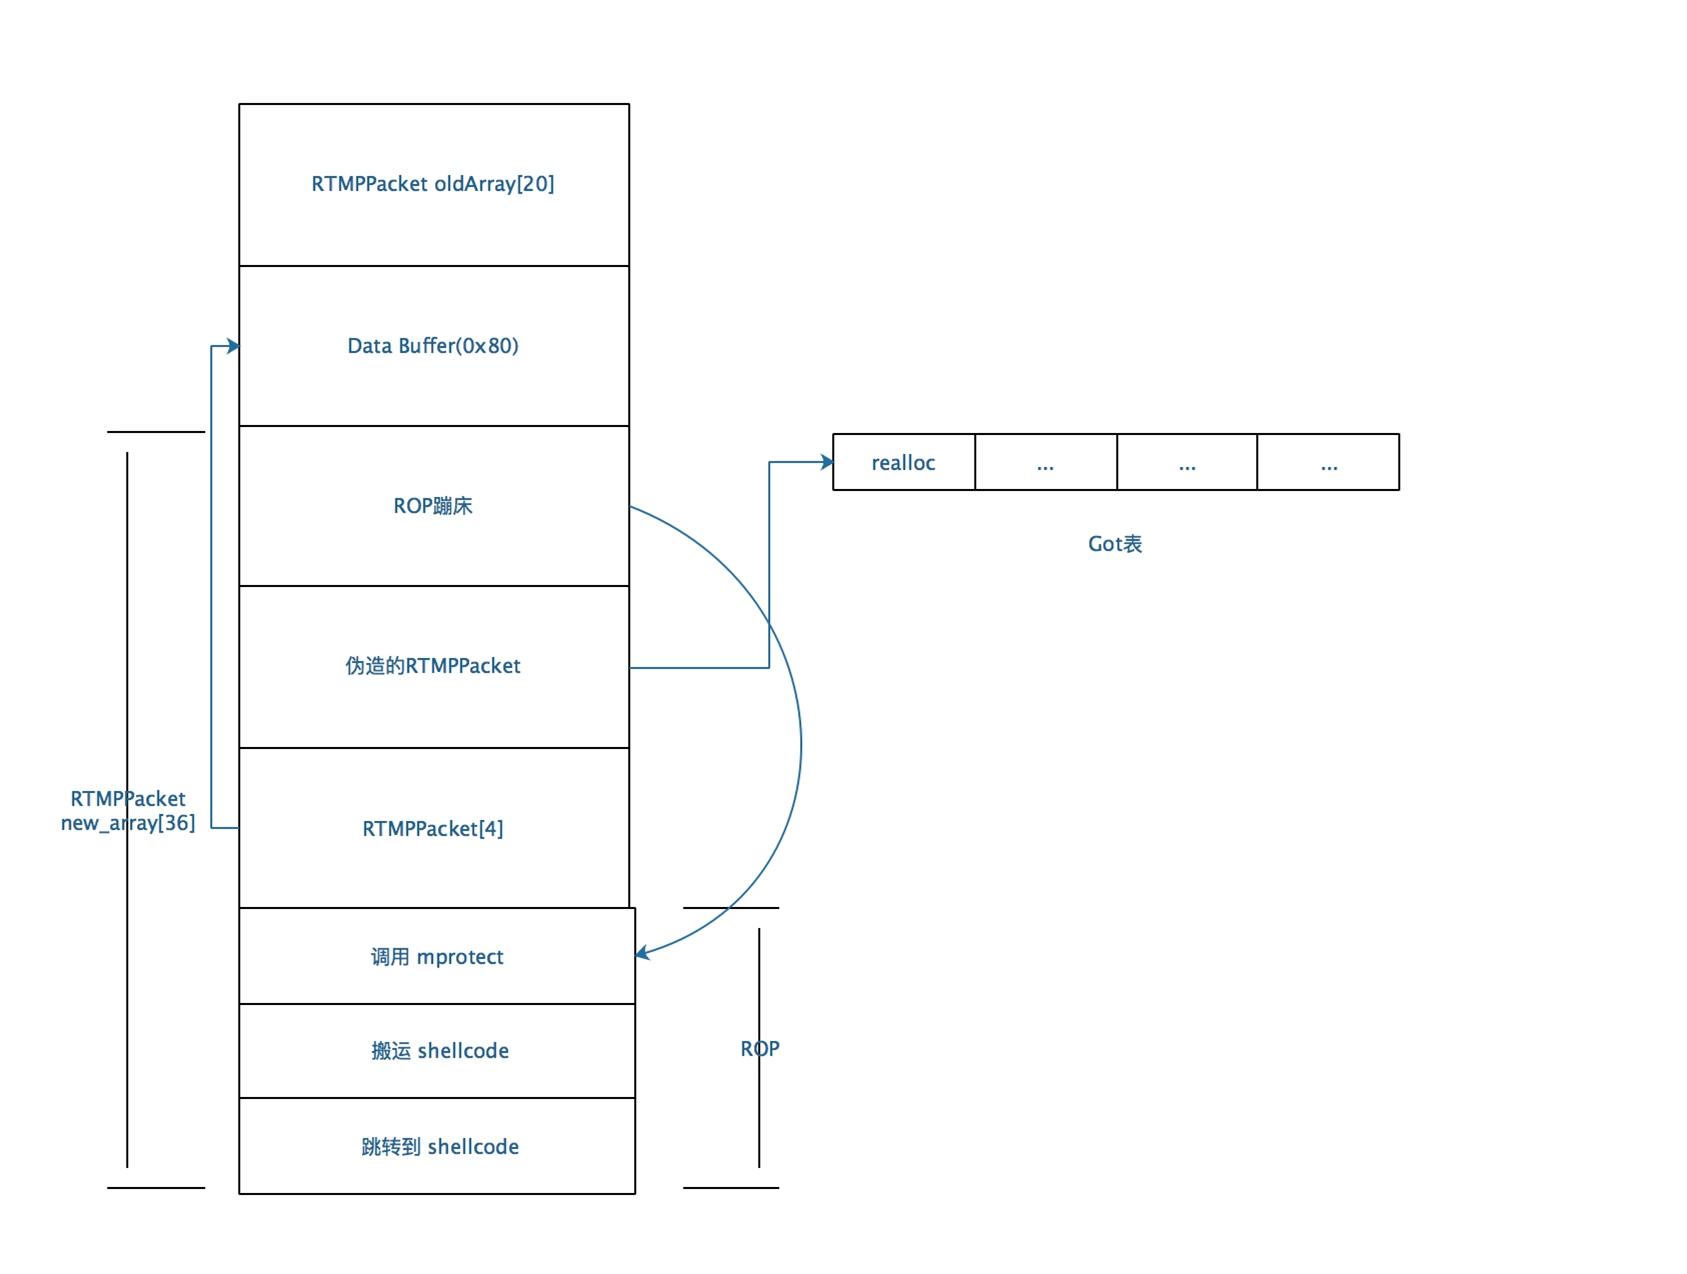 RTMPPacket oldArray[20]
Data Buffer(0x80)
realloc
...
...
...
ROP蹦床
Got表
伪造的RTMPPacket
RTMPPacket
new_array[36]
RTMPPacket[4]
调用 mprotect
搬运 shellcode
ROP
跳转到 shellcode